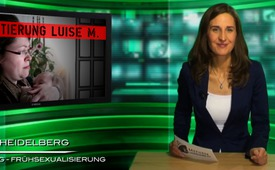 TIERUNG LUISE M.
HEIDELBERG
G - FRÜHSEXUALISIERUNG